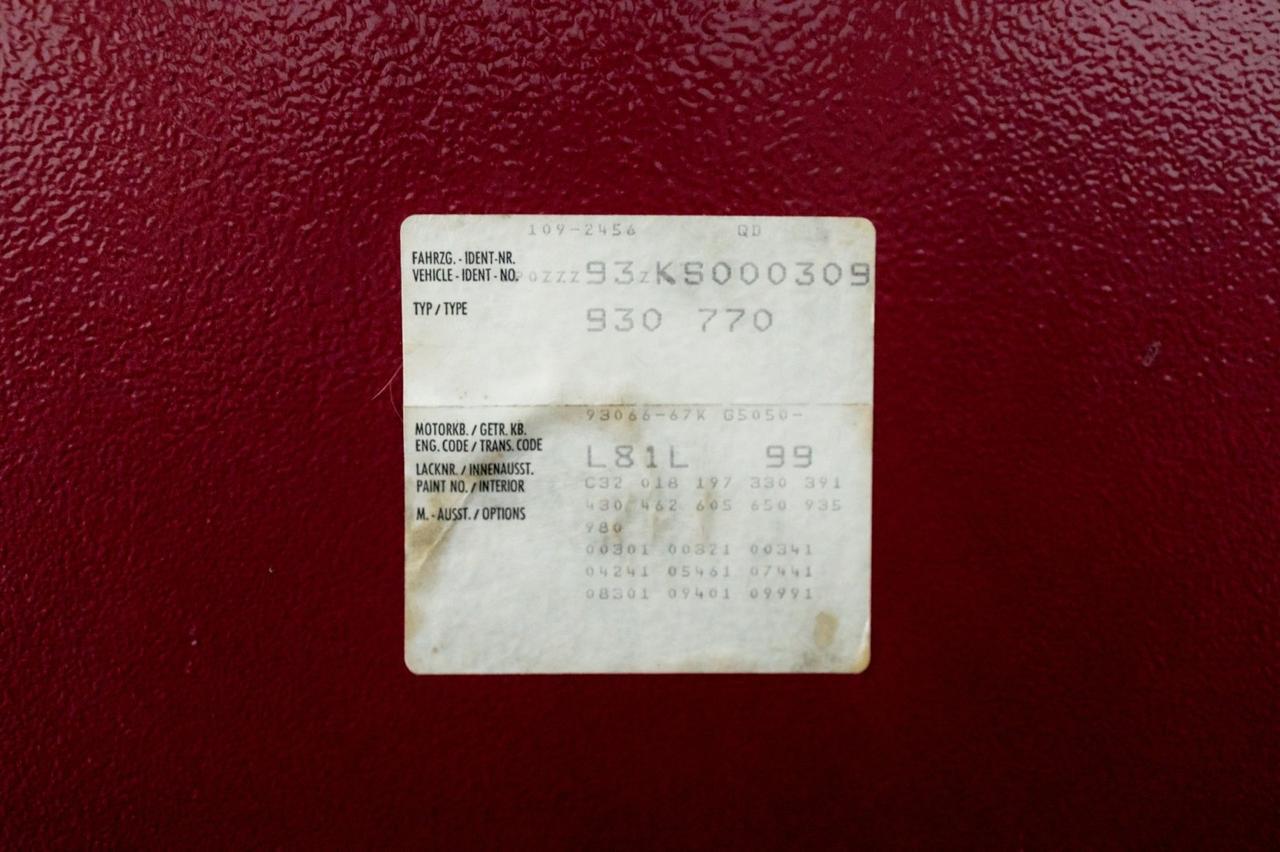 109-2456 QD
FAHRZG. - IDENT-NR.
VEHICLE - IDENT - NO. P0ZZZ93ZKS000309
TYP / TYPE 930 770
93066-67K G5050-
MOTORKB. / GETR. KB.
ENG. CODE / TRANS. CODE
L81L 99
LACKNR. / INNENAUSST.
PAINT NO. / INTERIOR
M. - AUSST. / OPTIONS
C32 018 197 330 391
430 462 605 650 935
980
00301 00321 00341
04241 05461 07441
08301 09401 09991